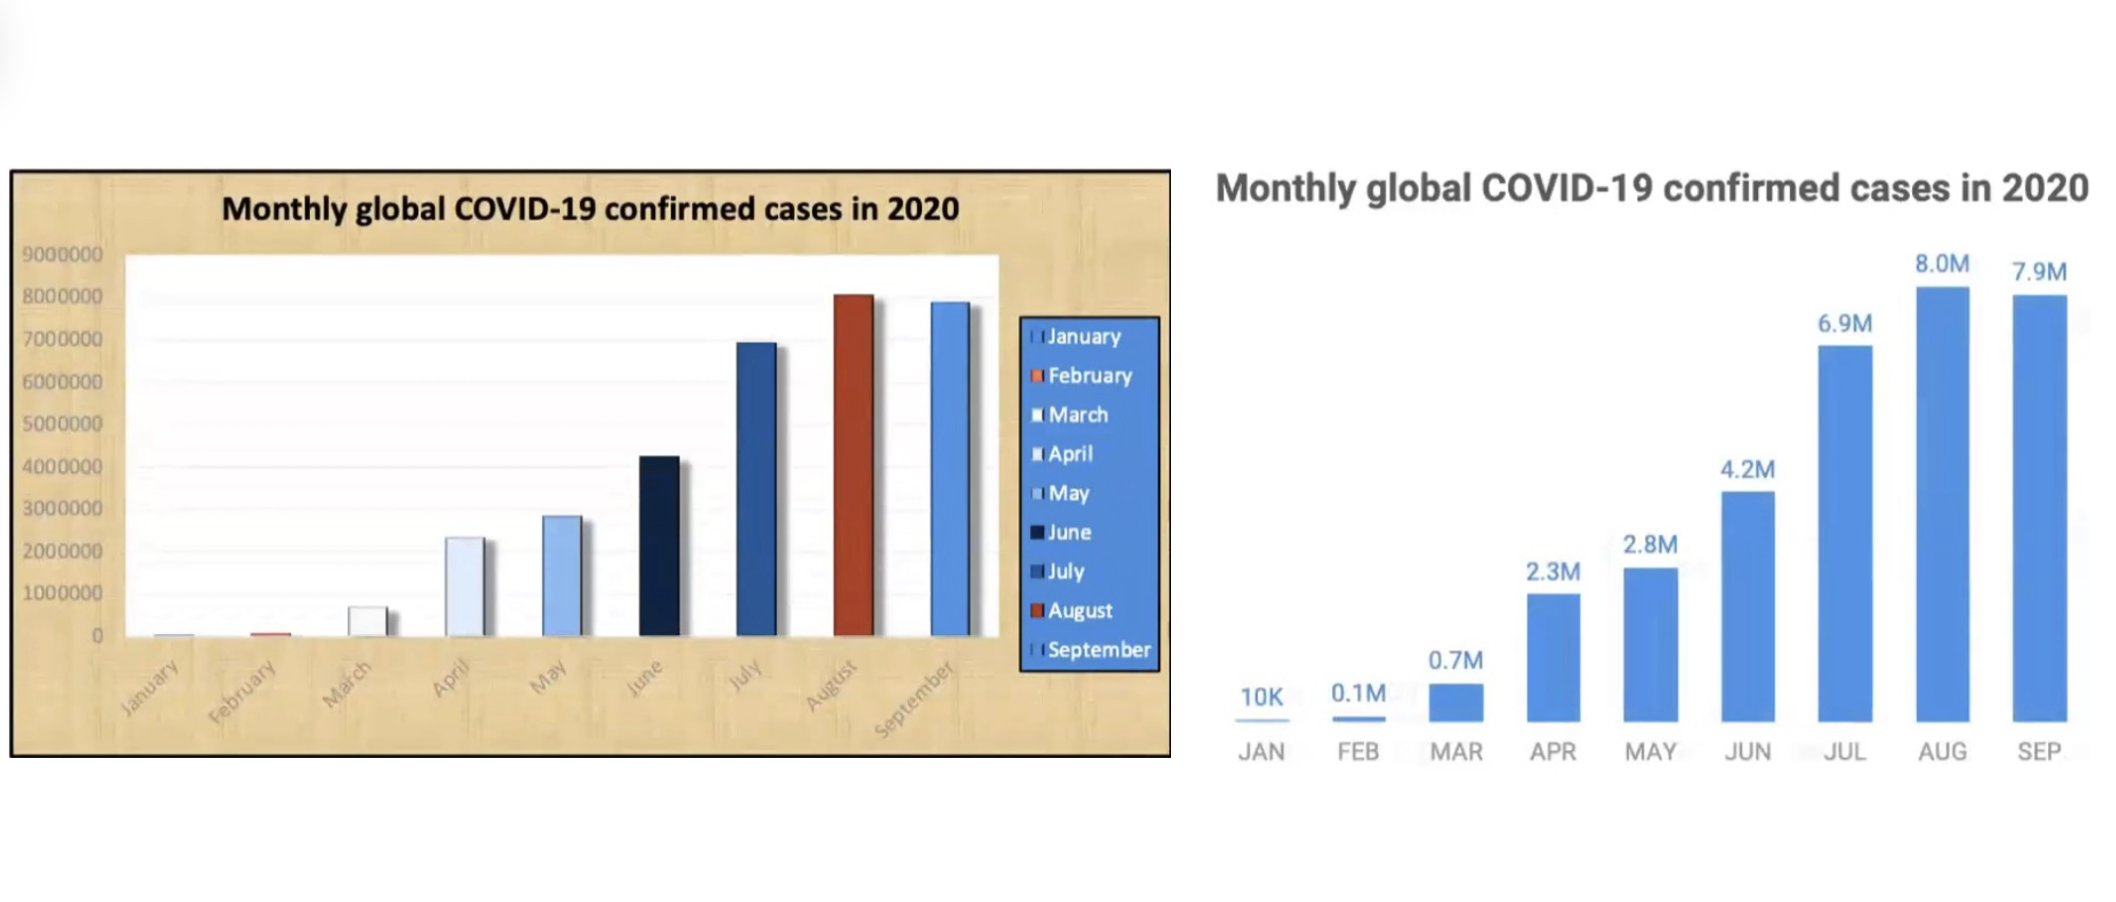 Monthly global COVID-19 confirmed cases in 2020
9000000
8000000
7000000
6000000
5000000
4000000
3000000
2000000
1000000
0
January
February
March
April
May
June
July
August
September
January
February
March
April
May
June
July
August
September
Monthly global COVID-19 confirmed cases in 2020
10K
0.1M
0.7M
2.3M
2.8M
4.2M
6.9M
8.0M
7.9M
JAN
FEB
MAR
APR
MAY
JUN
JUL
AUG
SEP